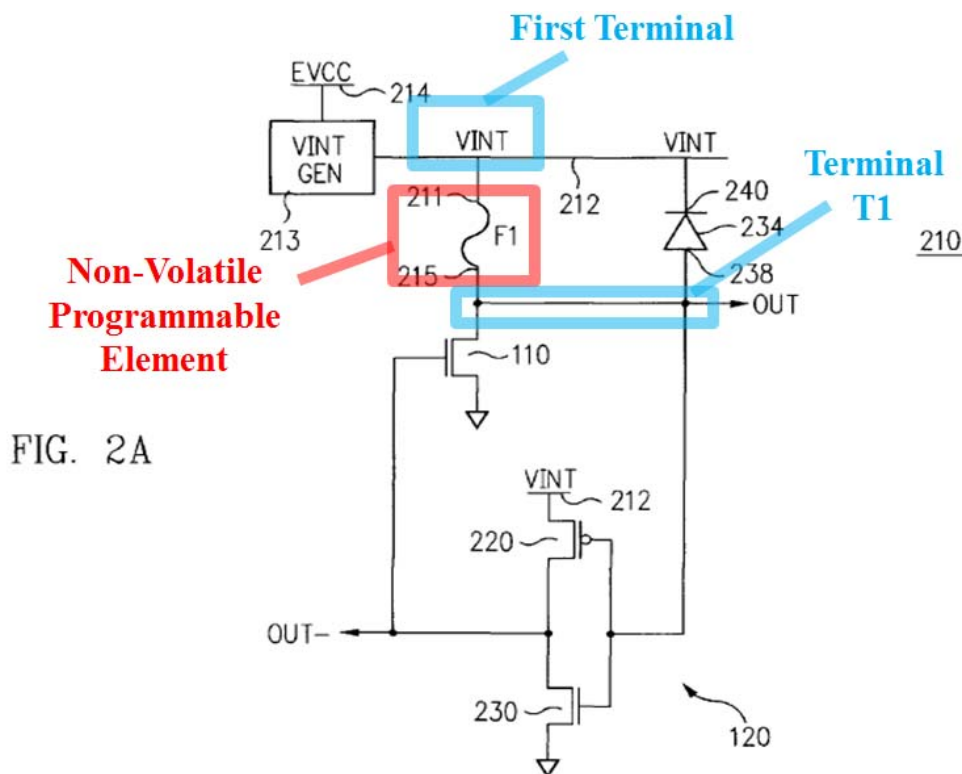 First Terminal
EVCC
214
VINT
VINT
VINT GEN
212
Terminal T1
211
240
234
F1
210
213
215
238
Non-Volatile
Programmable
Element
OUT
110
FIG. 2A
VINT
212
220
OUT-
230
120